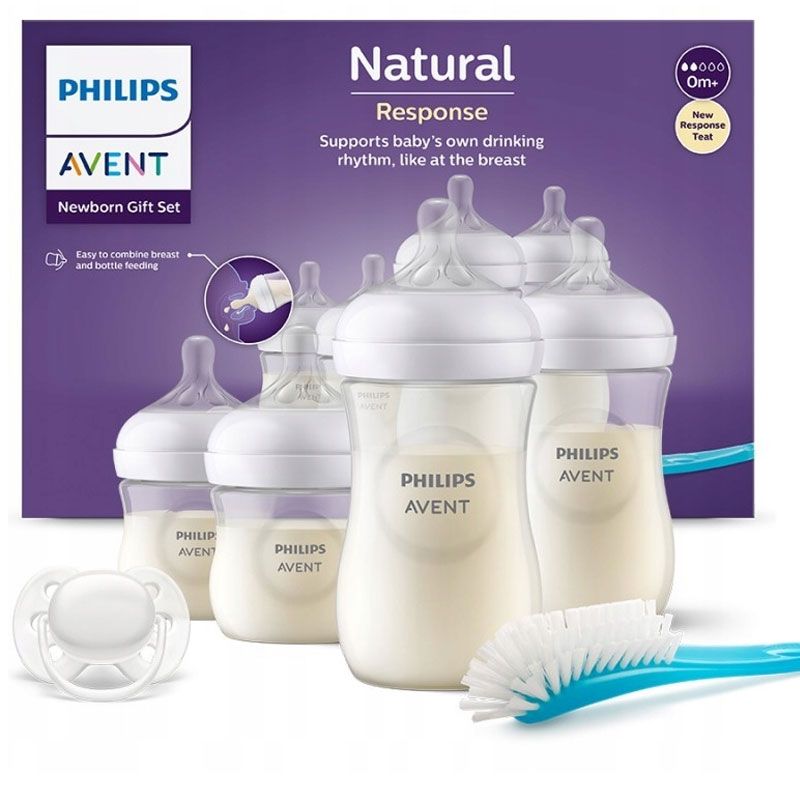 PHILIPS
AVENT
Newborn Gift Set
Easy to combine breast
and bottle feeding
Natural
Response
Supports baby's own drinking
rhythm, like at the breast
0m+
New
Response
Teat
PHILIPS
PHILIPS
AVENT
PHILIPS
AVENT
PHILIPS
AVENT
PHILIPS
AVENT
PHILIPS
AVENT